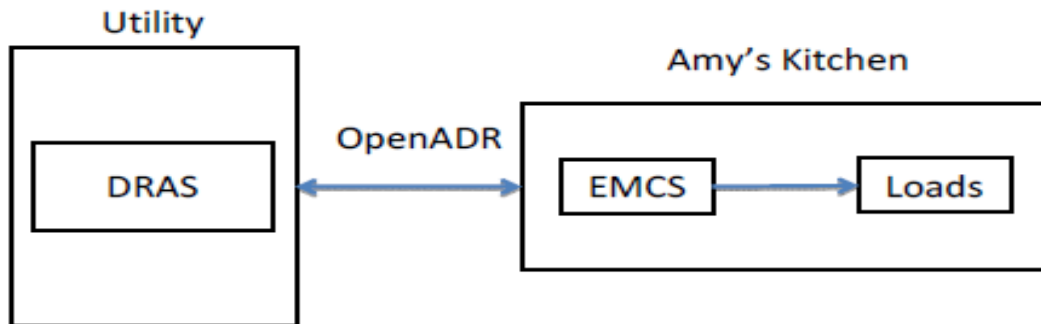 Utility
Amy's Kitchen
OpenADR
DRAS
EMCS
Loads